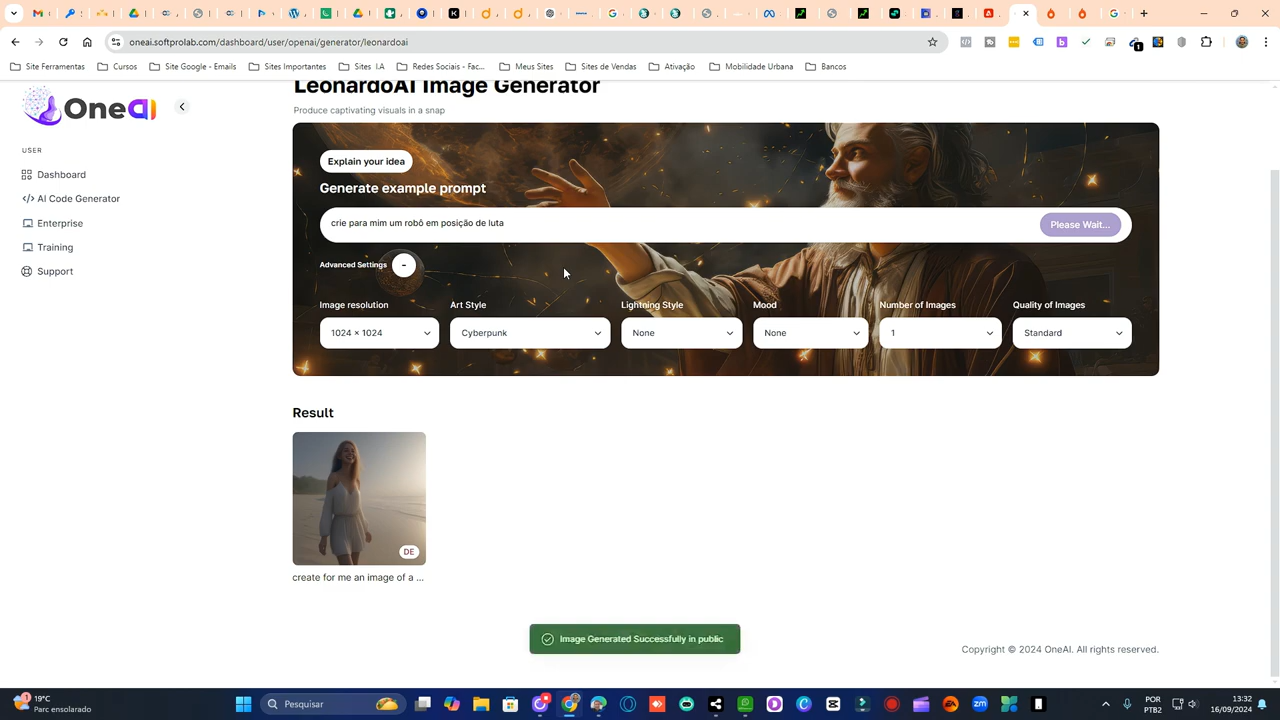 oneai.softprolab.com/dashboard/user/openai/generator/leonardoai
Site Ferramentas
Cursos
Site Google - Emails
Sites Importantes
Sites I.A
Redes Sociais - Fac...
Meus Sites
Sites de Vendas
Ativação
Mobilidade Urbana
Bancos
OneAI
LeonardoAI Image Generator
Produce captivating visuals in a snap
USER
Dashboard
AI Code Generator
Enterprise
Training
Support
Explain your idea
Generate example prompt
crie para mim um robô em posição de luta
Please Wait...
Advanced Settings
Image resolution
Art Style
Lightning Style
Mood
Number of Images
Quality of Images
1024 × 1024
Cyberpunk
None
None
1
Standard
Result
DE
create for me an image of a ...
Image Generated Successfully in public
Copyright © 2024 OneAI. All rights reserved.
1
19°C
Parc ensolarado
Pesquisar
POR
PTB2
13:32
16/09/2024